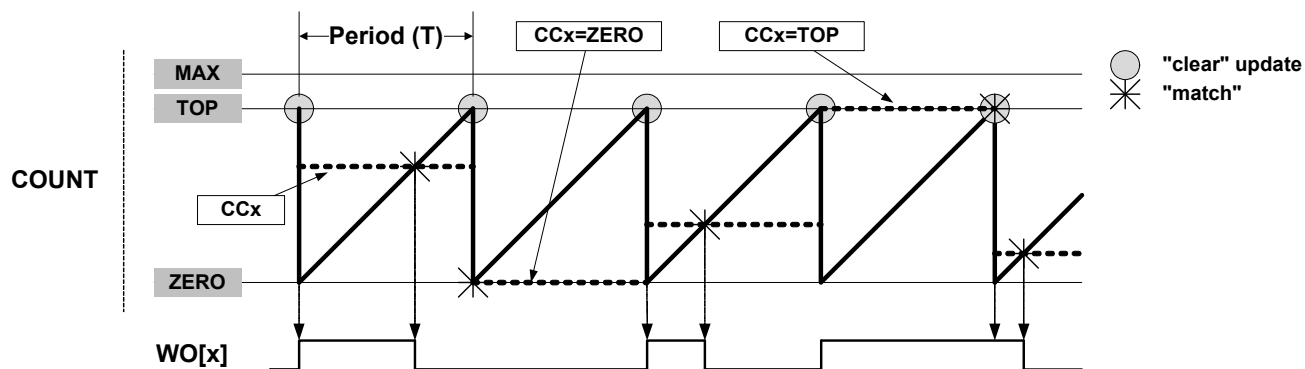 Period (T)
CCx=ZERO
CCx=TOP
MAX
"clear" update
TOP
"match"
COUNT
CCx
ZERO
WO[x]